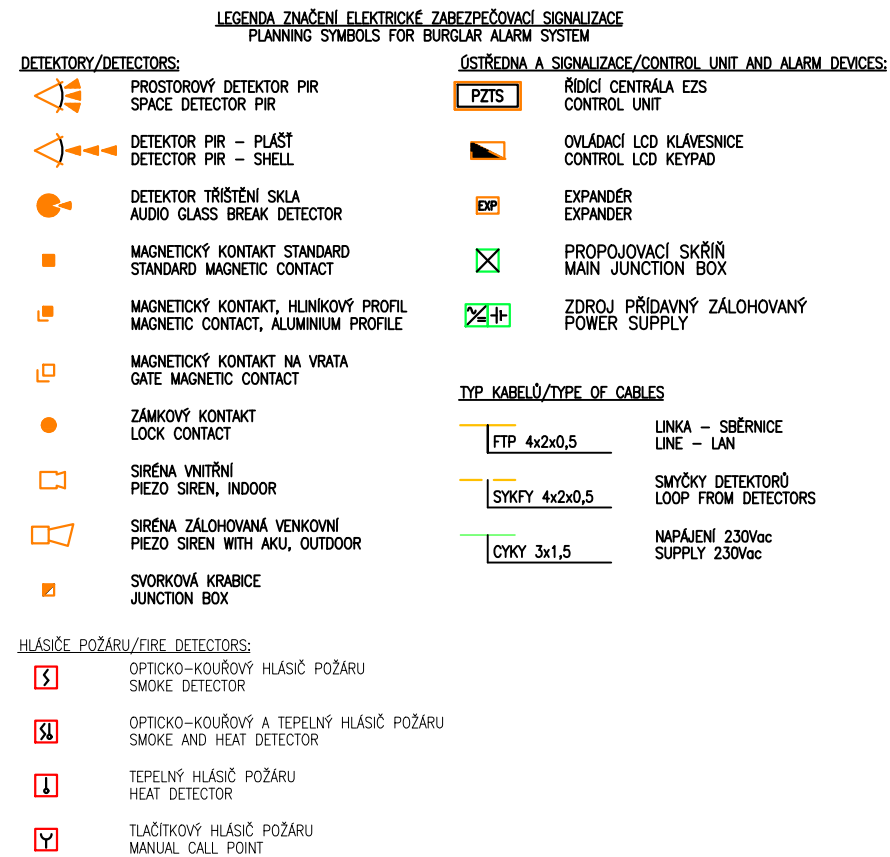 LEGENDA ZNAČENÍ ELEKTRICKÉ ZABEZPEČOVACÍ SIGNALIZACE
PLANNING SYMBOLS FOR BURGLAR ALARM SYSTEM
DETEKTORY/DETECTORS:
PROSTOROVÝ DETEKTOR PIR
SPACE DETECTOR PIR
DETEKTOR PIR – PLÁŠŤ
DETECTOR PIR – SHELL
DETEKTOR TŘÍŠTĚNÍ SKLA
AUDIO GLASS BREAK DETECTOR
MAGNETICKÝ KONTAKT STANDARD
STANDARD MAGNETIC CONTACT
MAGNETICKÝ KONTAKT, HLINÍKOVÝ PROFIL
MAGNETIC CONTACT, ALUMINIUM PROFILE
MAGNETICKÝ KONTAKT NA VRATA
GATE MAGNETIC CONTACT
ZÁMKOVÝ KONTAKT
LOCK CONTACT
SIRÉNA VNITŘNÍ
PIEZO SIREN, INDOOR
SIRÉNA ZÁLOHOVANÁ VENKOVNÍ
PIEZO SIREN WITH AKU, OUTDOOR
SVORKOVÁ KRABICE
JUNCTION BOX
HLÁSIČE POŽÁRU/FIRE DETECTORS:
OPTICKO–KOUŘOVÝ HLÁSIČ POŽÁRU
SMOKE DETECTOR
OPTICKO–KOUŘOVÝ A TEPELNÝ HLÁSIČ POŽÁRU
SMOKE AND HEAT DETECTOR
TEPELNÝ HLÁSIČ POŽÁRU
HEAT DETECTOR
TLAČÍTKOVÝ HLÁSIČ POŽÁRU
MANUAL CALL POINT
ÚSTŘEDNA A SIGNALIZACE/CONTROL UNIT AND ALARM DEVICES:
PZTS
ŘÍDÍCÍ CENTRÁLA EZS
CONTROL UNIT
OVLÁDACÍ LCD KLÁVESNICE
CONTROL LCD KEYPAD
EXP
EXPANDÉR
EXPANDER
PROPOJOVACÍ SKŘÍŇ
MAIN JUNCTION BOX
ZDROJ PŘÍDAVNÝ ZÁLOHOVANÝ
POWER SUPPLY
TYP KABELŮ/TYPE OF CABLES
FTP 4x2x0,5
LINKA – SBĚRNICE
LINE – LAN
SYKFY 4x2x0,5
SMYČKY DETEKTORŮ
LOOP FROM DETECTORS
CYKY 3x1,5
NAPÁJENÍ 230Vac
SUPPLY 230Vac